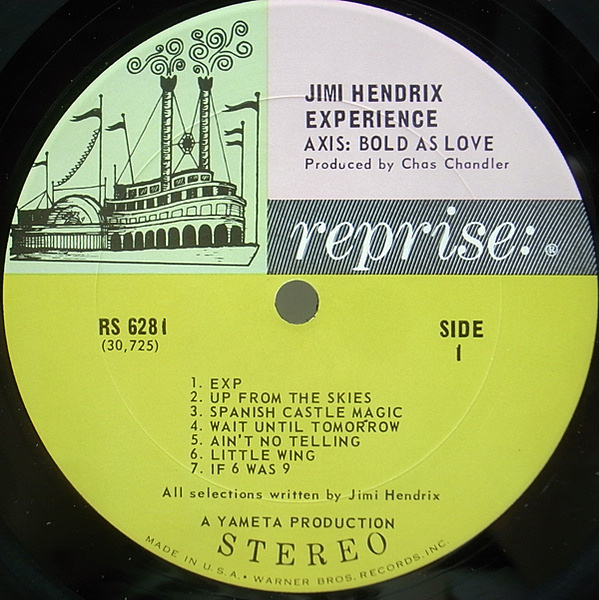 JIMI HENDRIX
EXPERIENCE
AXIS: BOLD AS LOVE
Produced by Chas Chandler
reprise: ®
RS 6281
(30,725)
SIDE
1
1. EXP
2. UP FROM THE SKIES
3. SPANISH CASTLE MAGIC
4. WAIT UNTIL TOMORROW
5. AIN'T NO TELLING
6. LITTLE WING
7. IF 6 WAS 9
All selections written by Jimi Hendrix
A YAMETA PRODUCTION
STEREO
MADE IN U.S.A. • WARNER BROS. RECORDS, INC.